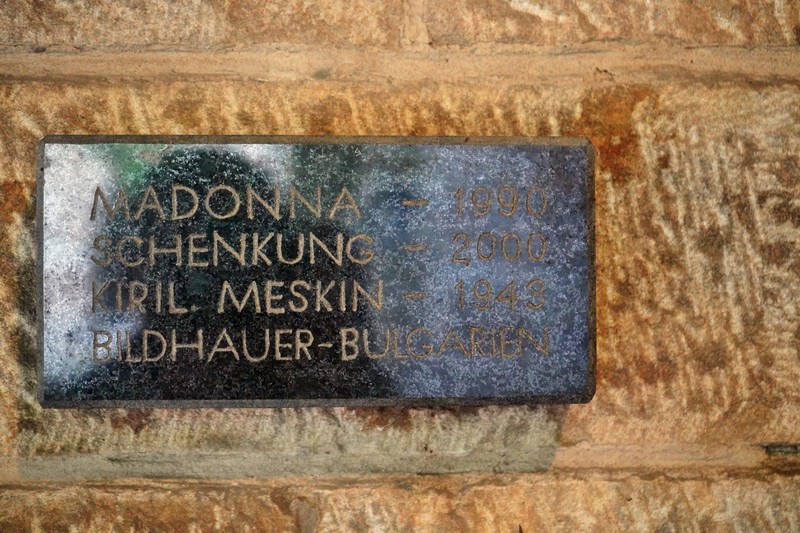 MADONNA - 1990
SCHENKUNG - 2000
KIRIL. MESKIN - 1943
BILDHAUER-BULGARIEN